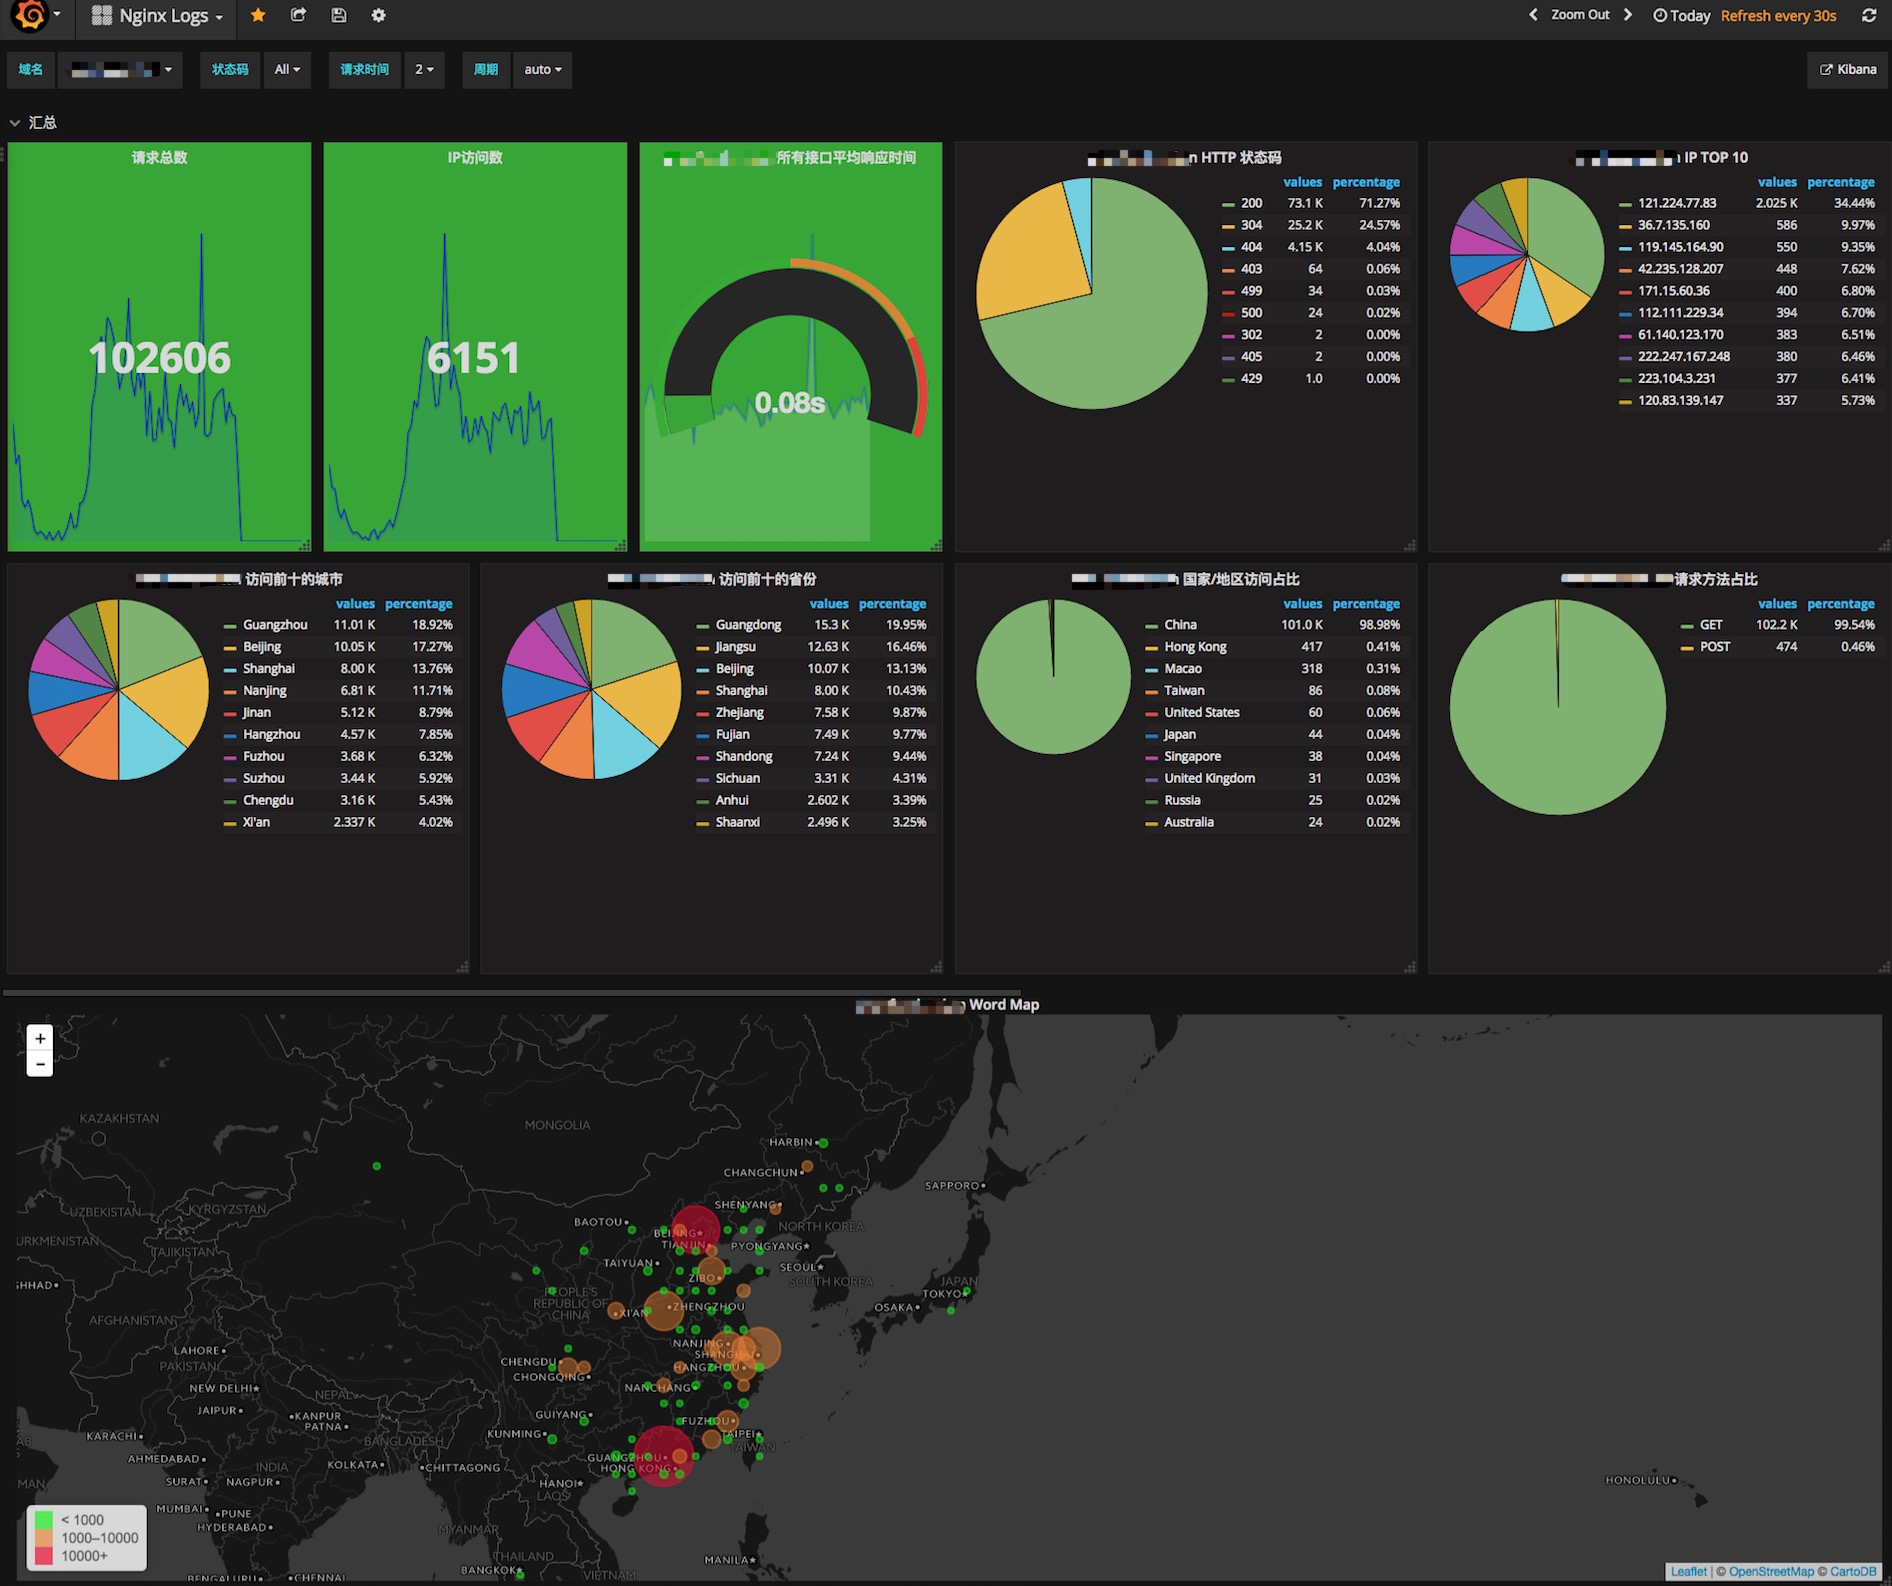 Nginx Logs
Zoom Out
Today Refresh every 30s
域名
状态码 All
请求时间 2
周期 auto
Kibana
汇总
请求总数
102606
IP访问数
6151
所有接口平均响应时间
0.08s
n HTTP 状态码
values percentage
200 73.1 K 71.27%
304 25.2 K 24.57%
404 4.15 K 4.04%
403 64 0.06%
499 34 0.03%
500 24 0.02%
302 2 0.00%
405 2 0.00%
429 1.0 0.00%
IP TOP 10
values percentage
121.224.77.83 2.025 K 34.44%
36.7.135.160 586 9.97%
119.145.164.90 550 9.35%
42.235.128.207 448 7.62%
171.15.60.36 400 6.80%
112.111.229.34 394 6.70%
61.140.123.170 383 6.51%
222.247.167.248 380 6.46%
223.104.3.231 377 6.41%
120.83.139.147 337 5.73%
访问前十的城市
values percentage
Guangzhou 11.01 K 18.92%
Beijing 10.05 K 17.27%
Shanghai 8.00 K 13.76%
Nanjing 6.81 K 11.71%
Jinan 5.12 K 8.79%
Hangzhou 4.57 K 7.85%
Fuzhou 3.68 K 6.32%
Suzhou 3.44 K 5.92%
Chengdu 3.16 K 5.43%
Xi'an 2.337 K 4.02%
访问前十的省份
values percentage
Guangdong 15.3 K 19.95%
Jiangsu 12.63 K 16.46%
Beijing 10.07 K 13.13%
Shanghai 8.00 K 10.43%
Zhejiang 7.58 K 9.87%
Fujian 7.49 K 9.77%
Shandong 7.24 K 9.44%
Sichuan 3.31 K 4.31%
Anhui 2.602 K 3.39%
Shaanxi 2.496 K 3.25%
国家/地区访问占比
values percentage
China 101.0 K 98.98%
Hong Kong 417 0.41%
Macao 318 0.31%
Taiwan 86 0.08%
United States 60 0.06%
Japan 44 0.04%
Singapore 38 0.04%
United Kingdom 31 0.03%
Russia 25 0.02%
Australia 24 0.02%
请求方法占比
values percentage
GET 102.2 K 99.54%
POST 474 0.46%
Word Map
+
-
KAZAKHSTAN
MONGOLIA
HARBIN
CHANGCHUN
SAPPORO
SHENYANG
UZBEKISTAN
KYRGYZSTAN
BAOTOU
NORTH KOREA
BEIJING
URKMENISTAN
TAJIKISTAN
TIANJIN
PYONGYANG
TAIYUAN
SEOUL
ZIBO
SOUTH KOREA
JAPAN
SHHAD
TOKYO
PEOPLE'S
REPUBLIC OF
CHINA
XI'AN
ZHENGZHOU
OSAKA
AFGHANISTAN
NANJING
SHANGHAI
LAHORE
CHENGDU
HANGZHOU
PAKISTAN
CHONGQING
NEW DELHI
NEPAL
NANCHANG
JAIPUR
KANPUR
PATNA
GUIYANG
FUZHOU
KARACHI
BANGLADESH
KUNMING
TAIPEI
TAIWAN
AHMEDABAD
INDIA
KOLKATA
CHITTAGONG
GUANGZHOU
HONG KONG
SURAT
NAGPUR
HANOI
LAOS
MAN
HONOLULU
MUMBAI
PUNE
HYDERABAD
MYANMAR
THAILAND
MANILA
BANGKOK
VIETNAM
BENGALURU
CHENNAI
< 1000
1000–10000
10000+
Leaflet | © OpenStreetMap © CartoDB